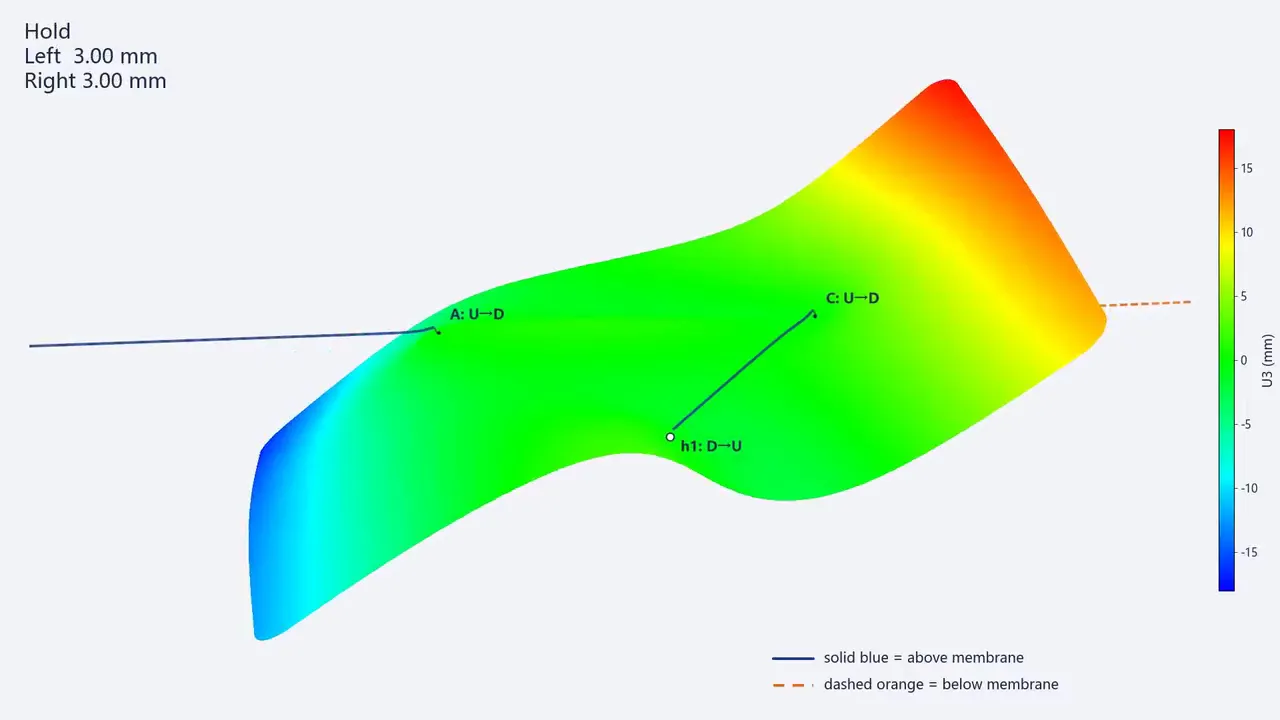 Hold
Left 3.00 mm
Right 3.00 mm
A: U→D
C: U→D
h1: D→U
15
10
5
0
-5
-10
-15
U3 (mm)
solid blue = above membrane
dashed orange = below membrane